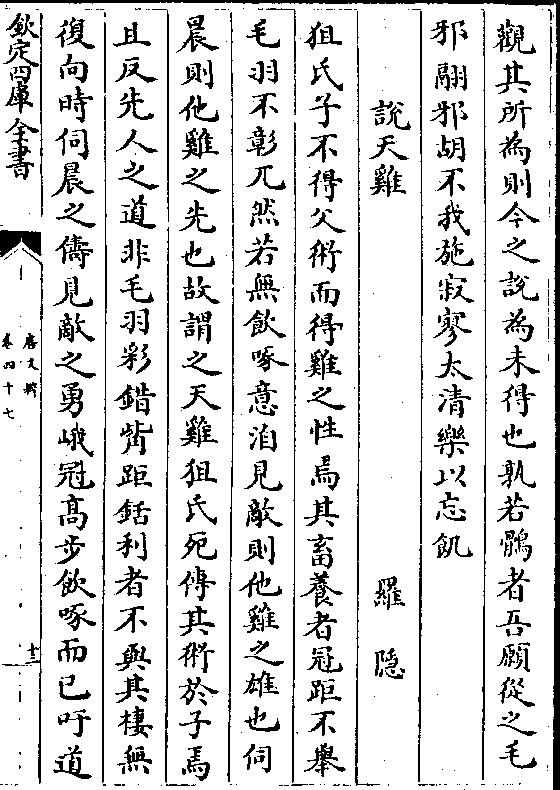 觀其所為則今之說為未得也孰若鶻者吾願從之毛
邪翮邪胡不我施寂寥太清樂以忘飢
說天雞　羅隱
狙氏子不得父術而得雞之性焉其畜養者冠距不舉
毛羽不彰兀然若無飲啄意洎見敵則他雞之雄也伺
晨則他雞之先也故謂之天雞狙氏死傳其術於子焉
且反先人之道非毛羽彩錯觜距銛利者不與其棲無
復向時伺晨之儔見敵之勇峨冠高步飲啄而已吁道
欽定四庫全書
唐文粹
卷四十七
十三